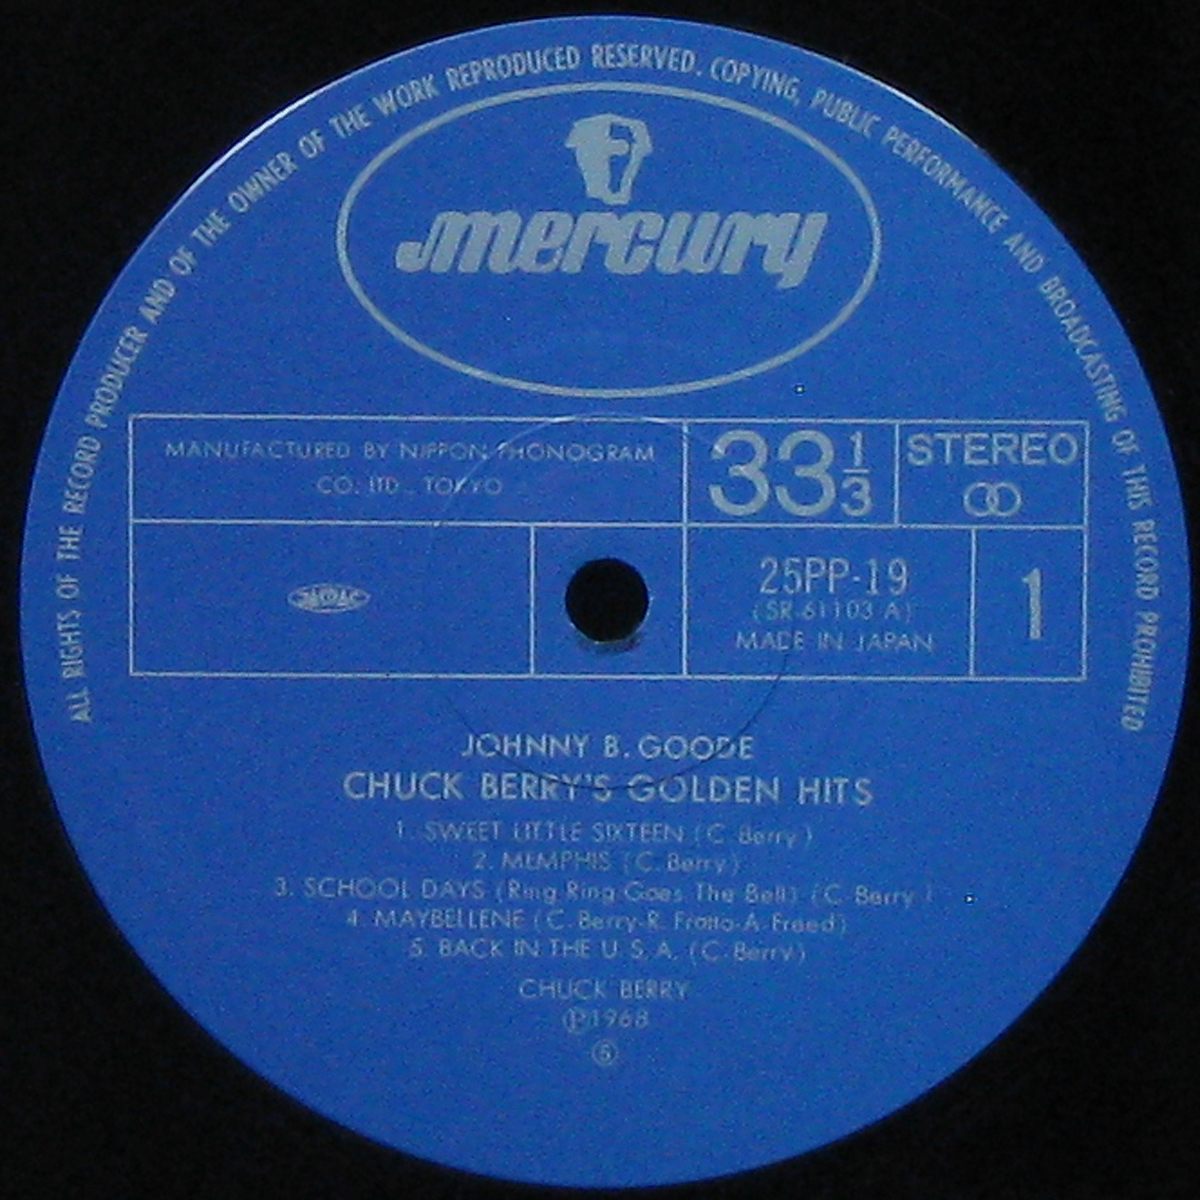 ALL RIGHTS OF THE RECORD PRODUCER AND OF THE OWNER OF THE WORK REPRODUCED RESERVED. COPYING, PUBLIC PERFORMANCE AND BROADCASTING OF THIS RECORD PROHIBITED
mercury
MANUFACTURED BY NIPPON PHONOGRAM
CO. LTD., TOKYO
33 1/3
STEREO
JASRAC
25PP-19
(SR 61103 A)
MADE IN JAPAN
1
JOHNNY B. GOODE
CHUCK BERRY'S GOLDEN HITS
1. SWEET LITTLE SIXTEEN (C. Berry)
2. MEMPHIS (C. Berry)
3. SCHOOL DAYS (Ring Ring Goes The Bell) (C. Berry)
4. MAYBELLENE (C. Berry-R. Fratto-A. Freed)
5. BACK IN THE U. S. A. (C. Berry)
CHUCK BERRY
Ⓟ1968